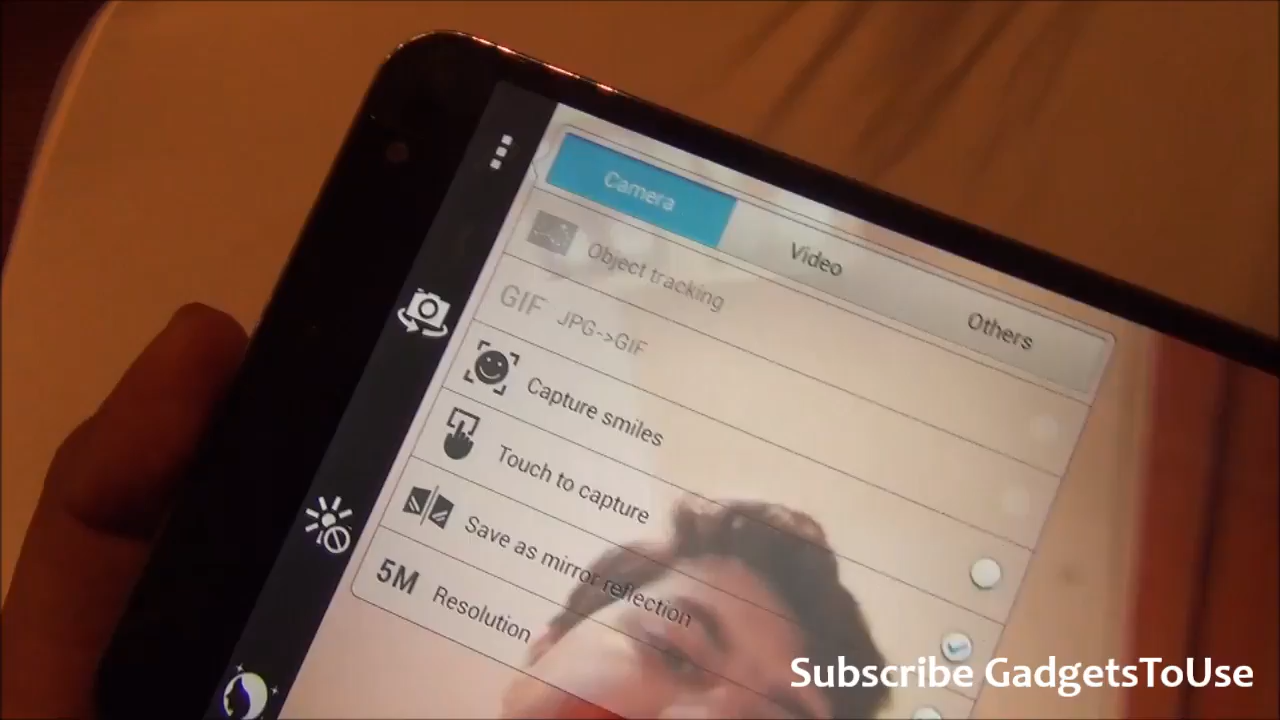 Camera
Video
Others
Object tracking
GIF JPG->GIF
Capture smiles
Touch to capture
Save as mirror reflection
5M Resolution
Subscribe GadgetsToUse